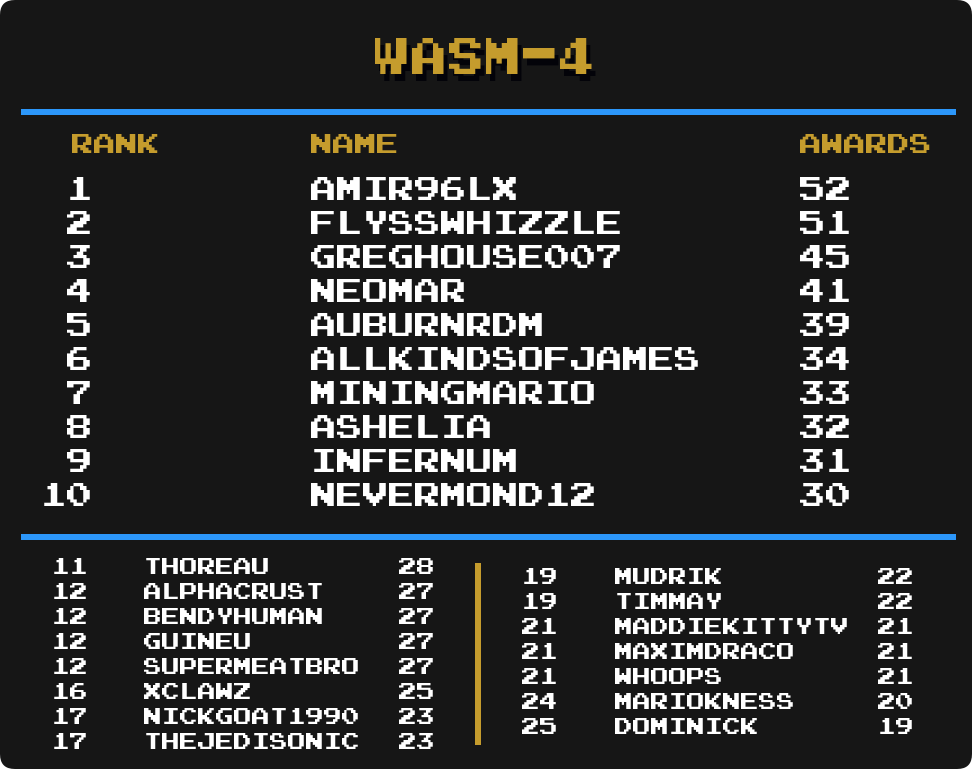 WASM-4
RANK NAME AWARDS
1 AMIR96LX 52
2 FLYSSWHIZZLE 51
3 GREGHOUSE007 45
4 NEOMAR 41
5 AUBURNRDM 39
6 ALLKINDSOFJAMES 34
7 MININGMARIO 33
8 ASHELIA 32
9 INFERNUM 31
10 NEVERMOND12 30
11 THOREAU 28
12 ALPHACRUST 27
12 BENDYHUMAN 27
12 GUINEU 27
12 SUPERMEATBRO 27
16 XCLAWZ 25
17 NICKGOAT1990 23
17 THEJEDISONIC 23
19 MUDRIK 22
19 TIMMAY 22
21 MADDIEKITTYTV 21
21 MAXIMDRACO 21
21 WHOOPS 21
24 MARIOKNESS 20
25 DOMINICK 19